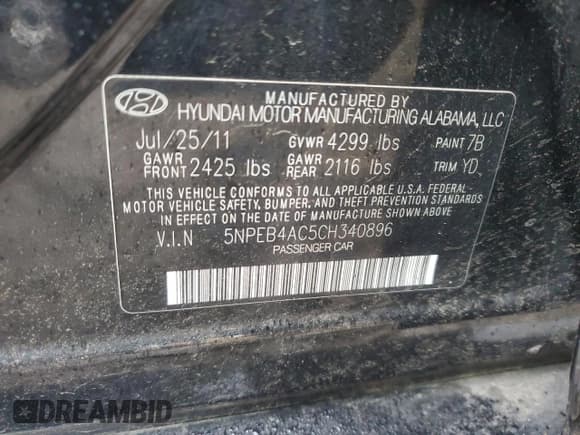 MANUFACTURED BY
HYUNDAI MOTOR MANUFACTURING ALABAMA, LLC
Jul/25/11 GVWR 4299 lbs PAINT 7B
GAWR FRONT 2425 lbs GAWR REAR 2116 lbs TRIM YD
THIS VEHICLE CONFORMS TO ALL APPLICABLE U.S.A. FEDERAL
MOTOR VEHICLE SAFETY, BUMPER, AND THEFT PREVENTION STANDARDS
IN EFFECT ON THE DATE OF MANUFACTURE SHOWN ABOVE.
V.I.N 5NPEB4AC5CH340896
PASSENGER CAR
DREAMBID